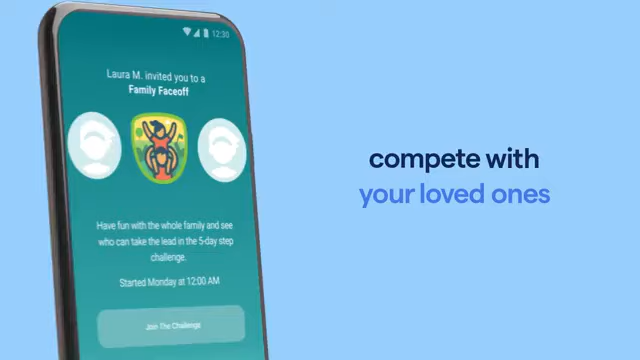 12:30
Laura M. invited you to a
Family Faceoff
Have fun with the whole family and see
who can take the lead in the 5-day step
challenge.
Started Monday at 12:00 AM
Join The Challenge
compete with
your loved ones